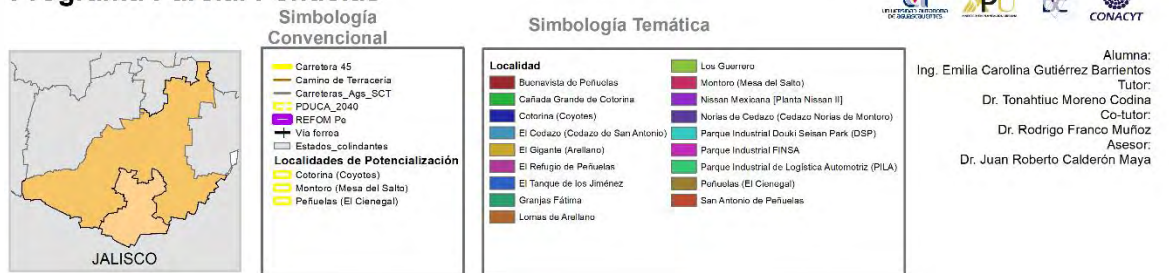 Simbología
Convencional
Carretera 45
Camino de Terraceria
Carreteras_Ags_SCT
PDUCA_2040
REFOM Pe
Vía ferrea
Estados_colindantes
Localidades de Potencialización
Cotorina (Coyotes)
Montoro (Mesa del Salto)
Peñuelas (El Cienegal)
Simbología Temática
Localidad
Buenavista de Peñuelas
Cañada Grande de Cotorina
Cotorina (Coyotes)
El Cedazo (Cedazo de San Antonio)
El Gigante (Arellano)
El Refugio de Peñuelas
El Tanque de los Jiménez
Granjas Fátima
Lomas de Arellano
Los Guerrero
Montoro (Mesa del Salto)
Nissan Mexicana [Planta Nissan II]
Norias de Cedazo (Cedazo Norias de Montoro)
Parque Industrial Douki Seisan Park (DSP)
Parque Industrial FINSA
Parque Industrial de Logística Automotriz (PILA)
Peñuelas (El Cienegal)
San Antonio de Peñuelas
UNIVERSIDAD AUTONOMA
DE AGUASCALIENTES
CONACYT
Alumna:
Ing. Emilia Carolina Gutiérrez Barrientos
Tutor:
Dr. Tonahtiuc Moreno Codina
Co-tutor:
Dr. Rodrigo Franco Muñoz
Asesor:
Dr. Juan Roberto Calderón Maya
JALISCO